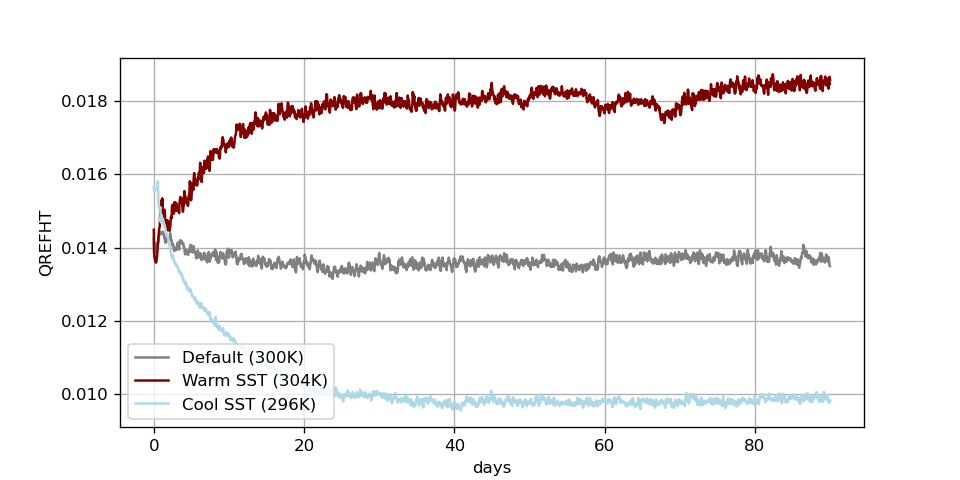 QREFHT
0.018
0.016
0.014
0.012
0.010
Default (300K)
Warm SST (304K)
Cool SST (296K)
0 20 40 60 80
days